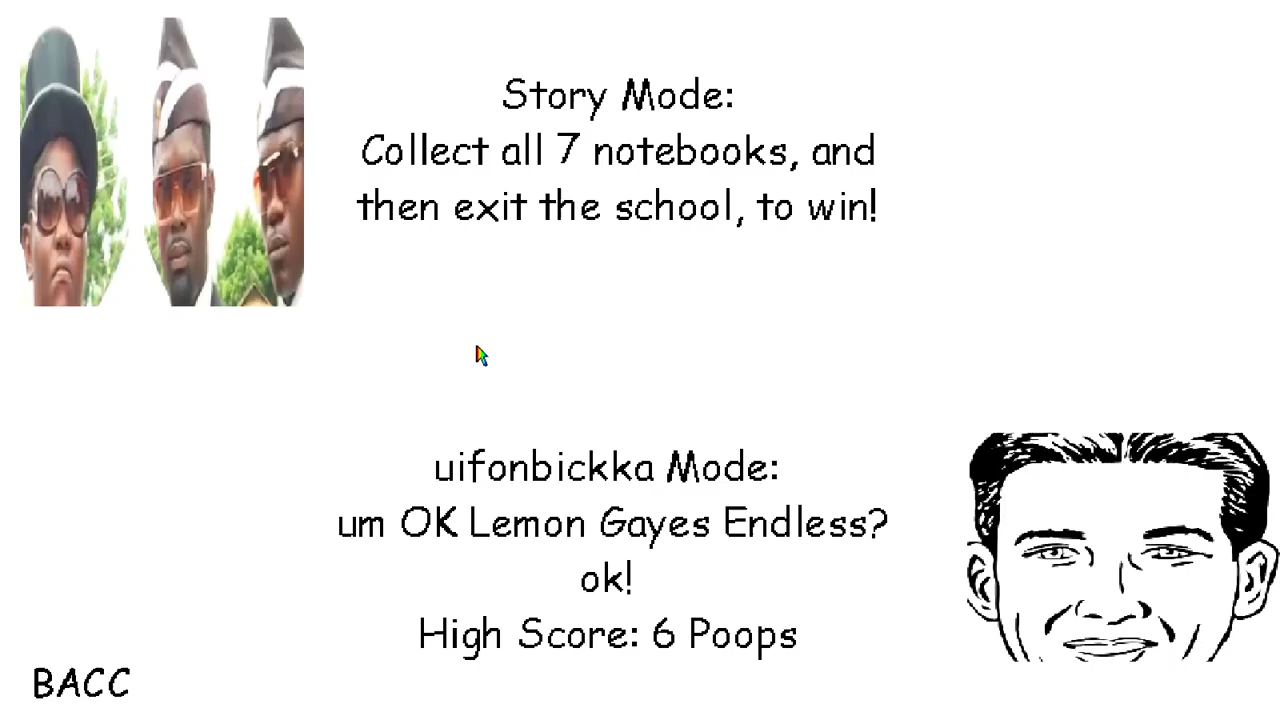 Story Mode:
Collect all 7 notebooks, and
then exit the school, to win!
uifonbickka Mode:
um OK Lemon Gayes Endless?
ok!
High Score: 6 Poops
BACC